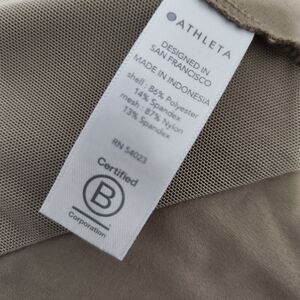 ATHLETA
DESIGNED IN
SAN FRANCISCO
MADE IN INDONESIA
shell : 86% Polyester
14% Spandex
mesh : 87% Nylon
13% Spandex
RN 54023
Certified
B
Corporation